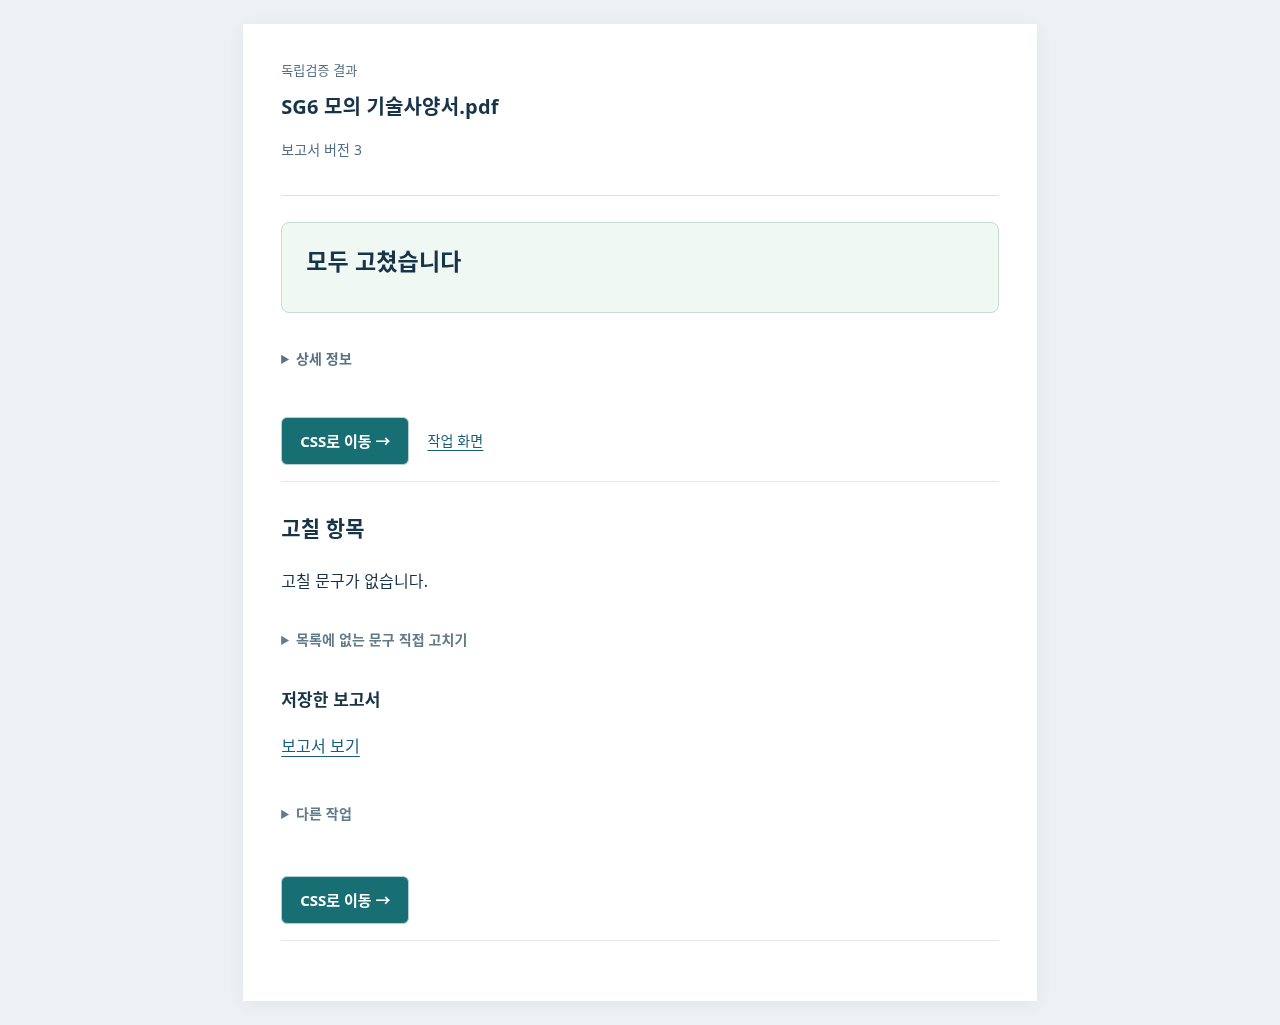 독립검증 결과
SG6 모의 기술사양서.pdf
보고서 버전 3
모두 고쳤습니다
▶ 상세 정보
CSS로 이동 → 작업 화면
고칠 항목
고칠 문구가 없습니다.
▶ 목록에 없는 문구 직접 고치기
저장한 보고서
보고서 보기
▶ 다른 작업
CSS로 이동 →